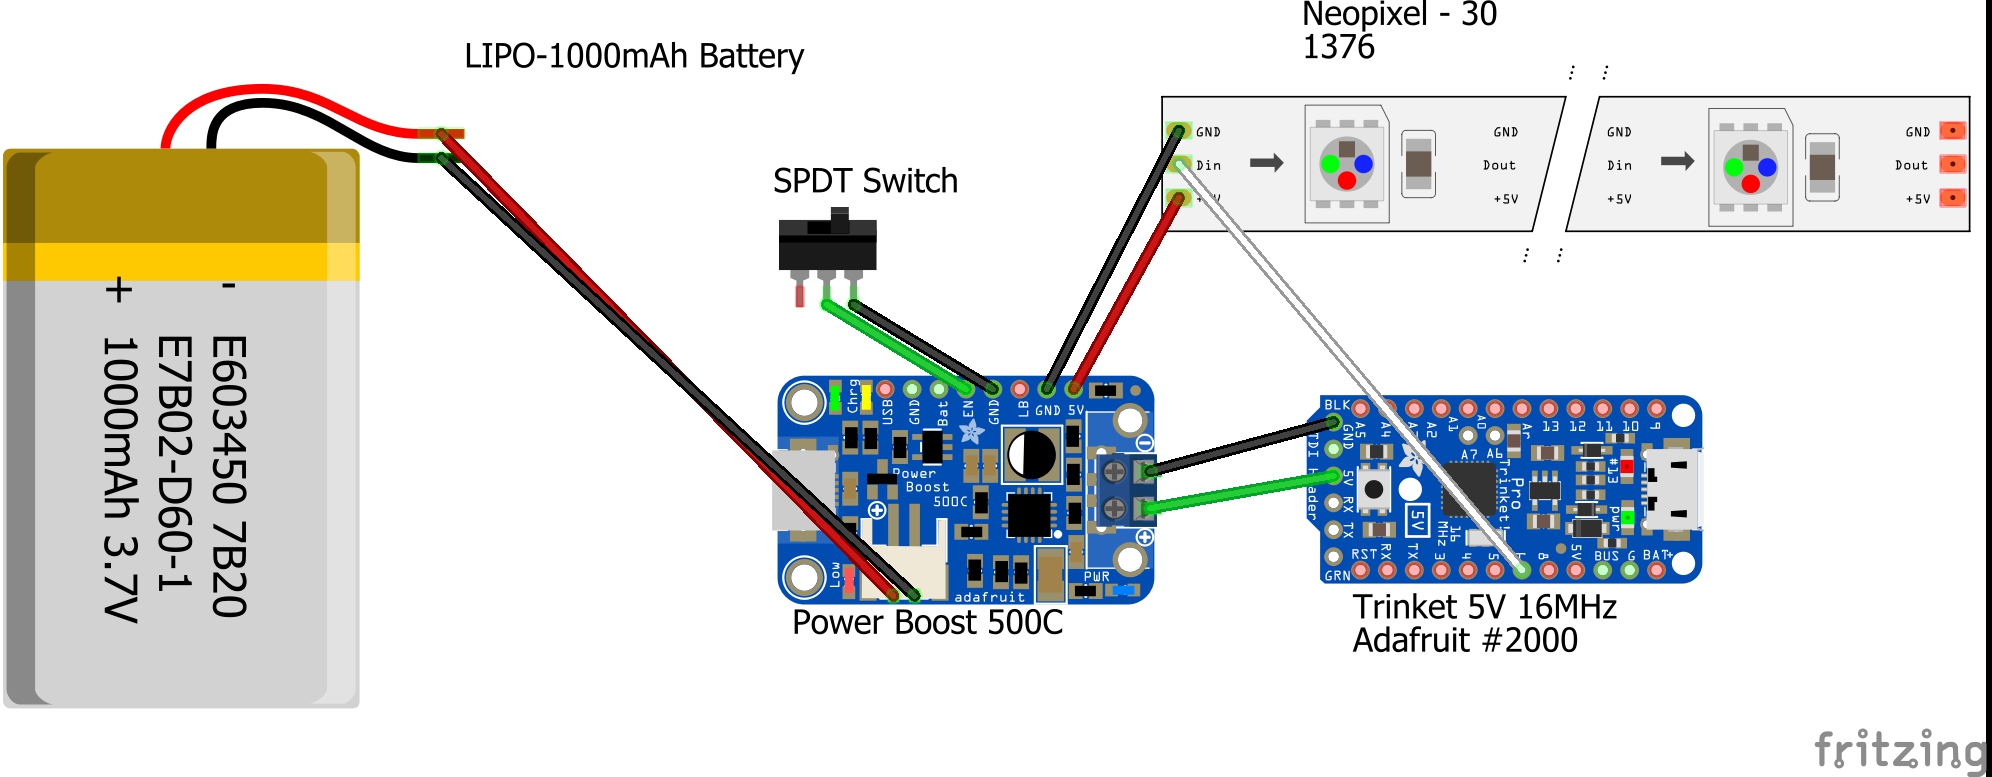 Neopixel - 30
1376
LIPO-1000mAh Battery
SPDT Switch
GND
Din
GND
Dout
+5V
GND
Din
+5V
GND
Dout
+5V
+ -
E603450 7B20
E7B02-D60-1
1000mAh 3.7V
Chrg
USB
GND
Bat
EN
GND
LB
GND
5V
Power
Boost
500C
Low
adafruit
PWR
Power Boost 500C
BLK
GND
5V
RX
TX
GRN
A5
A4
A2
A1
A0
Ar
13
12
11
10
9
A7
A6
Trinket
Pro
5V
16
MHz
#1
pwr
RST
RX
TX
3
4
5
8
5V
BUS
G
BAT+
Trinket 5V 16MHz
Adafruit #2000
fritzing